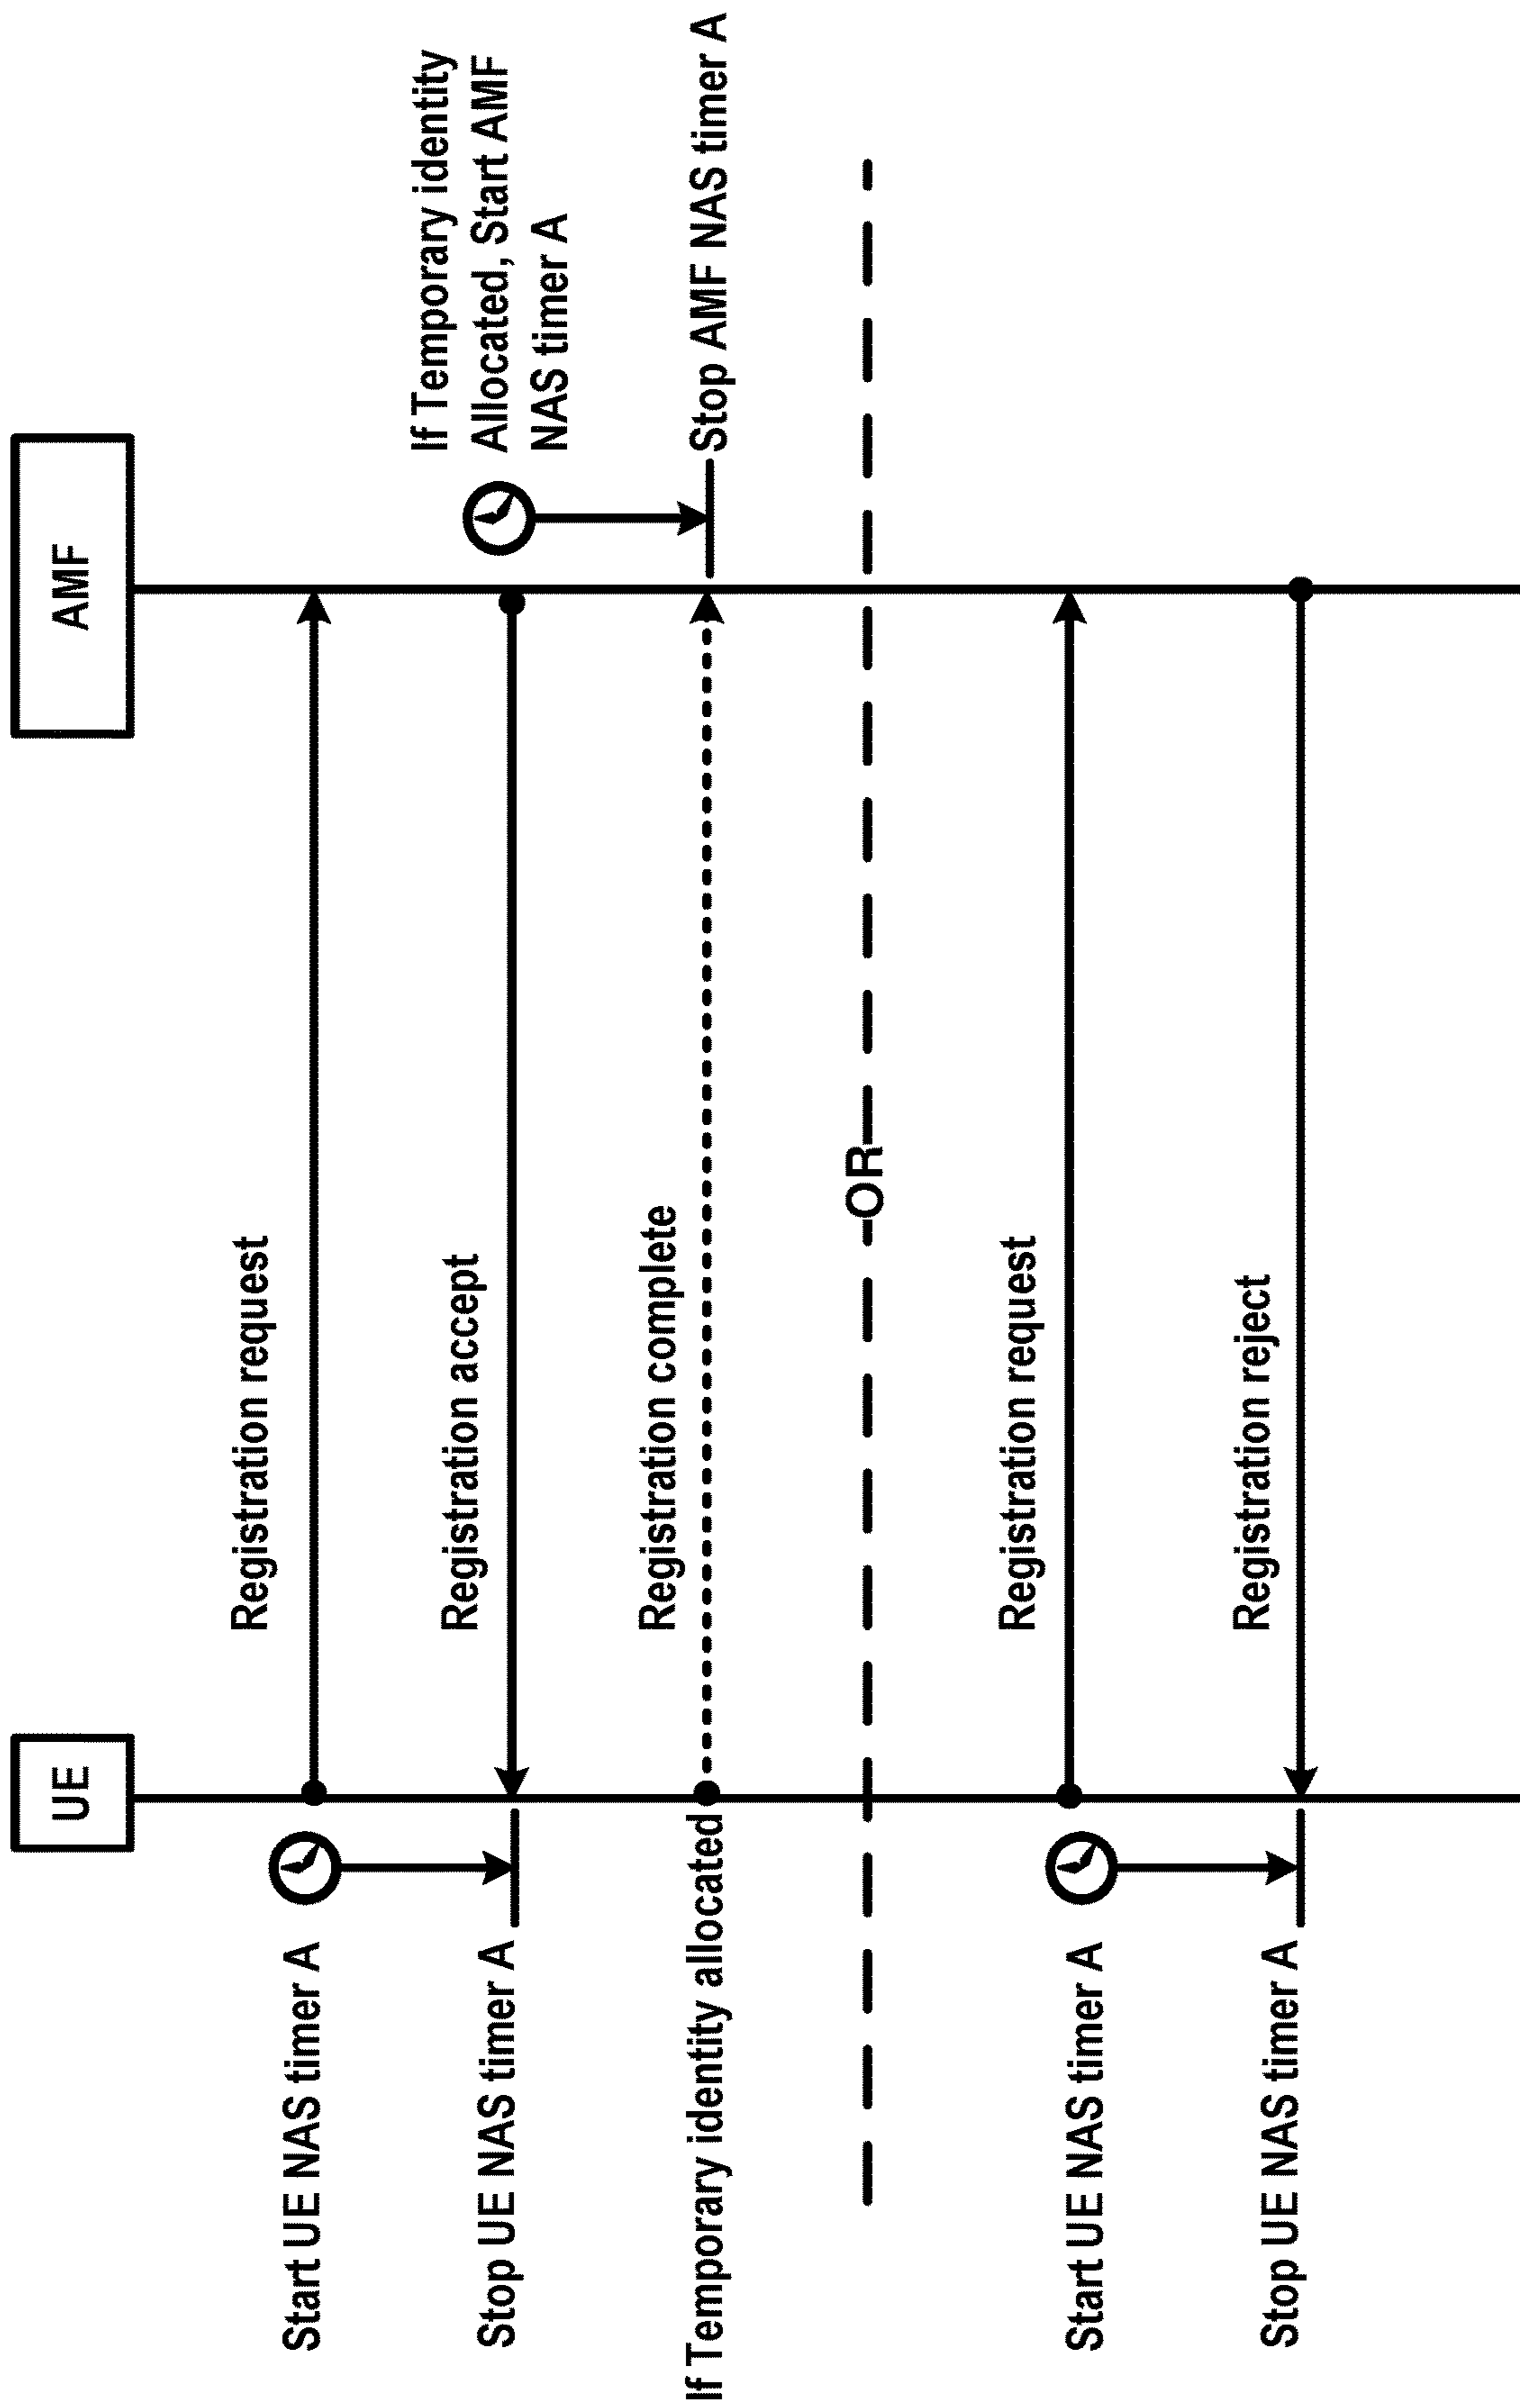 UE
AMF
Registration request
Start UE NAS timer A
Registration accept
If Temporary identity
Allocated, Start AMF
NAS timer A
Stop UE NAS timer A
Registration complete
If Temporary identity allocated
Stop AMF NAS timer A
OR
Registration request
Start UE NAS timer A
Registration reject
Stop UE NAS timer A